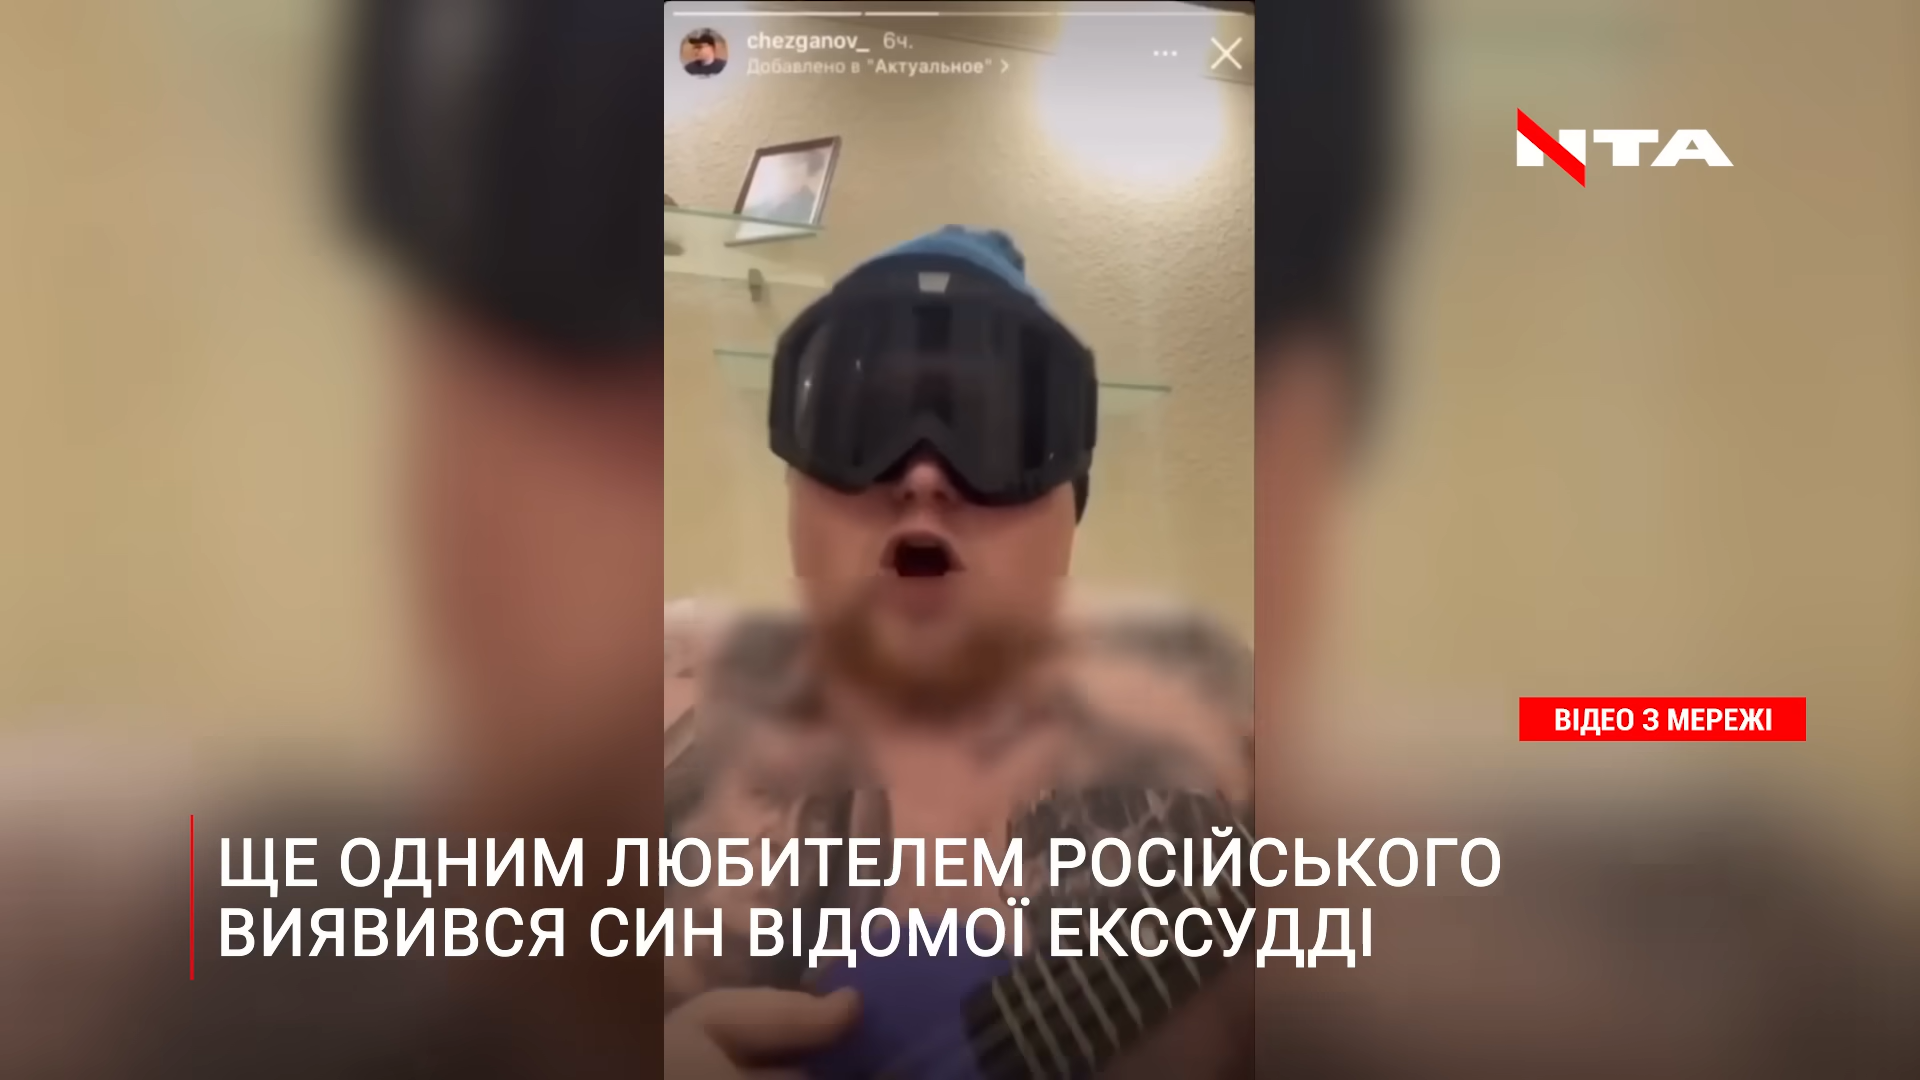 chezganov_ 6ч.
Добавлено в "Актуальное" >
NTA
ВІДЕО З МЕРЕЖІ
ЩЕ ОДНИМ ЛЮБИТЕЛЕМ РОСІЙСЬКОГО
ВИЯВИВСЯ СИН ВІДОМОЇ ЕКССУДДІ